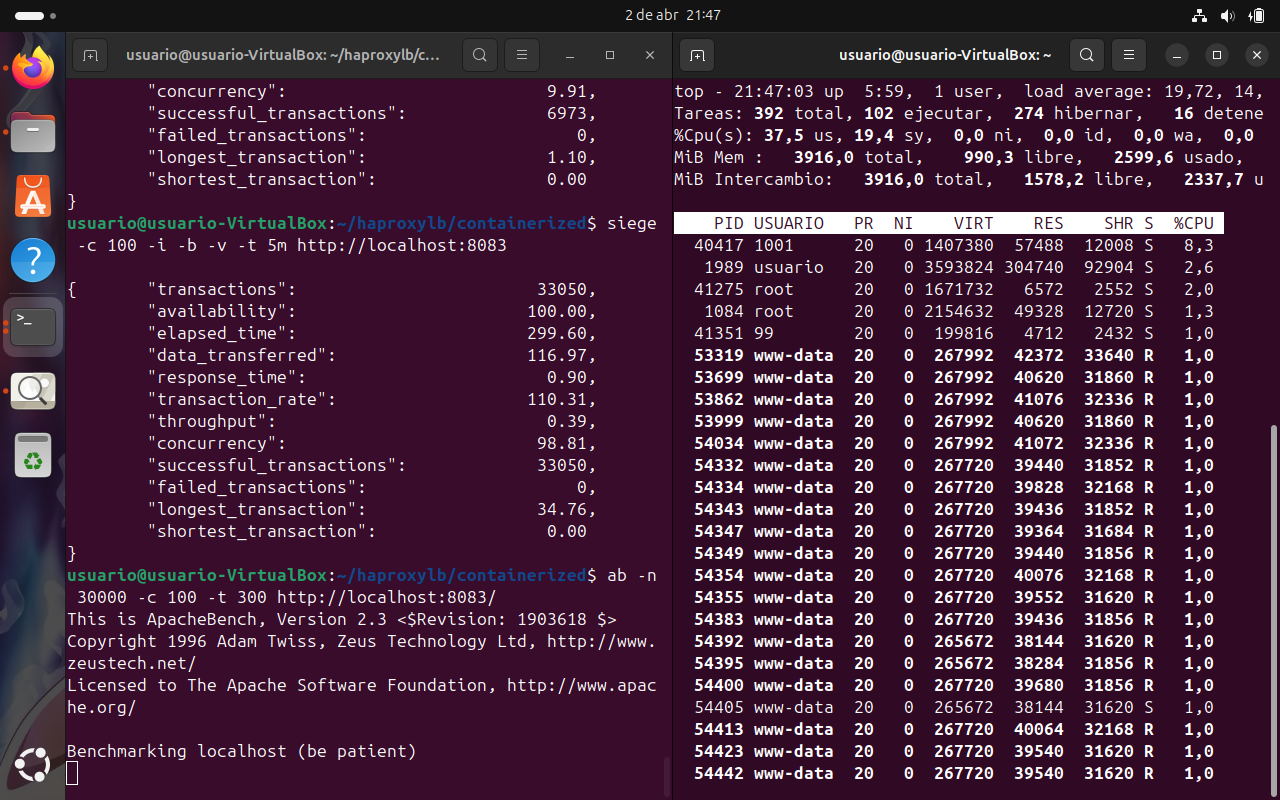 2 de abr 21:47
usuario@usuario-VirtualBox: ~/haproxylb/c...
"concurrency": 9.91,
"successful_transactions": 6973,
"failed_transactions": 0,
"longest_transaction": 1.10,
"shortest_transaction": 0.00
}
usuario@usuario-VirtualBox:~/haproxylb/containerized$ siege
-c 100 -i -b -v -t 5m http://localhost:8083
{ "transactions": 33050,
"availability": 100.00,
"elapsed_time": 299.60,
"data_transferred": 116.97,
"response_time": 0.90,
"transaction_rate": 110.31,
"throughput": 0.39,
"concurrency": 98.81,
"successful_transactions": 33050,
"failed_transactions": 0,
"longest_transaction": 34.76,
"shortest_transaction": 0.00
}
usuario@usuario-VirtualBox:~/haproxylb/containerized$ ab -n
30000 -c 100 -t 300 http://localhost:8083/
This is ApacheBench, Version 2.3 <$Revision: 1903618 $>
Copyright 1996 Adam Twiss, Zeus Technology Ltd, http://www.
zeustech.net/
Licensed to The Apache Software Foundation, http://www.apac
he.org/
Benchmarking localhost (be patient)
usuario@usuario-VirtualBox: ~
top - 21:47:03 up 5:59, 1 user, load average: 19,72, 14,
Tareas: 392 total, 102 ejecutar, 274 hibernar, 16 detene
%Cpu(s): 37,5 us, 19,4 sy, 0,0 ni, 0,0 id, 0,0 wa, 0,0
MiB Mem : 3916,0 total, 990,3 libre, 2599,6 usado,
MiB Intercambio: 3916,0 total, 1578,2 libre, 2337,7 u
PID USUARIO PR NI VIRT RES SHR S %CPU
40417 1001 20 0 1407380 57488 12008 S 8,3
1989 usuario 20 0 3593824 304740 92904 S 2,6
41275 root 20 0 1671732 6572 2552 S 2,0
1084 root 20 0 2154632 49328 12720 S 1,3
41351 99 20 0 199816 4712 2432 S 1,0
53319 www-data 20 0 267992 42372 33640 R 1,0
53699 www-data 20 0 267992 40620 31860 R 1,0
53862 www-data 20 0 267992 41076 32336 R 1,0
53999 www-data 20 0 267992 40620 31860 R 1,0
54034 www-data 20 0 267992 41072 32336 R 1,0
54332 www-data 20 0 267720 39440 31852 R 1,0
54334 www-data 20 0 267720 39828 32168 R 1,0
54343 www-data 20 0 267720 39436 31852 R 1,0
54347 www-data 20 0 267720 39364 31684 R 1,0
54349 www-data 20 0 267720 39440 31856 R 1,0
54354 www-data 20 0 267720 40076 32168 R 1,0
54355 www-data 20 0 267720 39552 31620 R 1,0
54383 www-data 20 0 267720 39436 31856 R 1,0
54392 www-data 20 0 265672 38144 31620 R 1,0
54395 www-data 20 0 265672 38284 31856 R 1,0
54400 www-data 20 0 267720 39680 31856 R 1,0
54405 www-data 20 0 265672 38144 31620 S 1,0
54413 www-data 20 0 267720 40064 32168 R 1,0
54423 www-data 20 0 267720 39540 31620 R 1,0
54442 www-data 20 0 267720 39540 31620 R 1,0